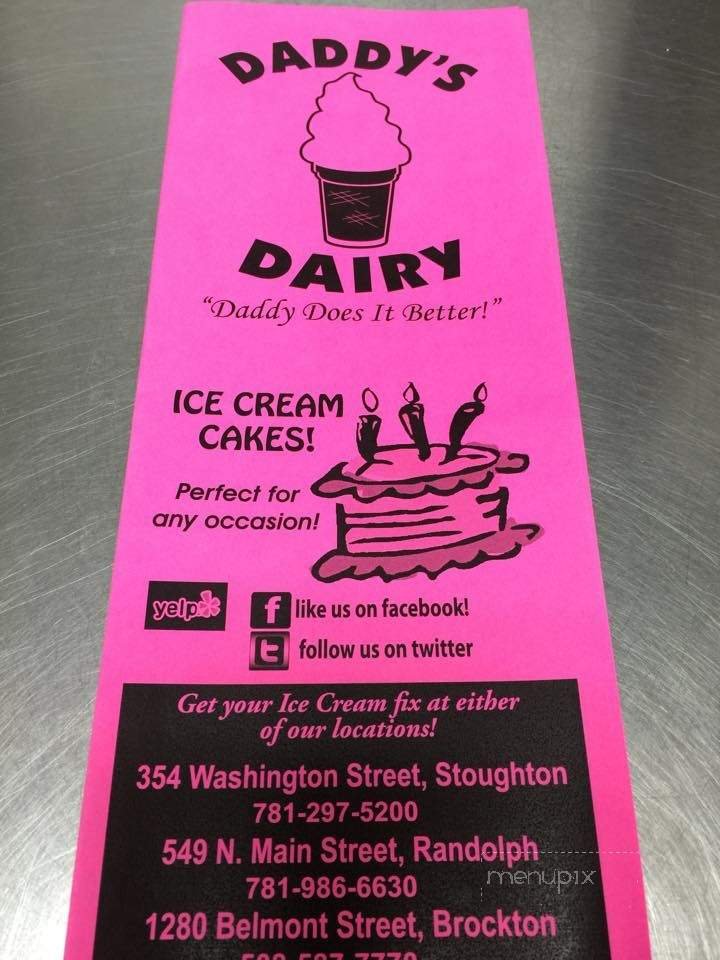 DADDY'S
DAIRY
"Daddy Does It Better!"
ICE CREAM
CAKES!
Perfect for
any occasion!
yelp
f like us on facebook!
t follow us on twitter
Get your Ice Cream fix at either
of our locations!
354 Washington Street, Stoughton
781-297-5200
549 N. Main Street, Randolph
781-986-6630
menupix
1280 Belmont Street, Brockton